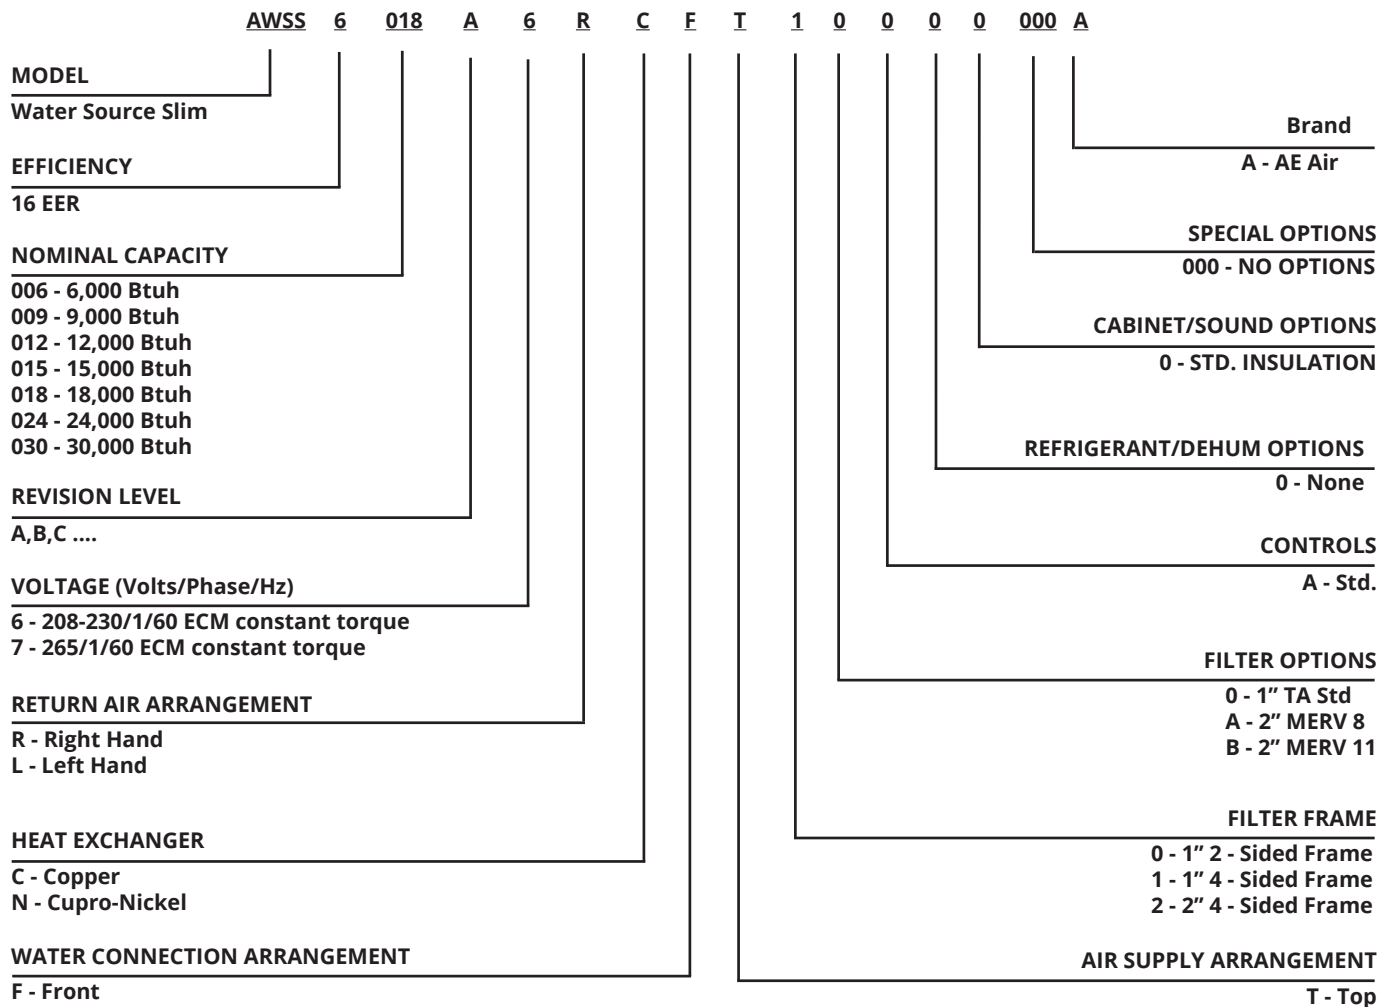 AWSS 6 018 A 6 R C F T 1 0 0 0 0 000 A
MODEL
Water Source Slim
EFFICIENCY
16 EER
NOMINAL CAPACITY
006 - 6,000 Btuh
009 - 9,000 Btuh
012 - 12,000 Btuh
015 - 15,000 Btuh
018 - 18,000 Btuh
024 - 24,000 Btuh
030 - 30,000 Btuh
REVISION LEVEL
A,B,C ....
VOLTAGE (Volts/Phase/Hz)
6 - 208-230/1/60 ECM constant torque
7 - 265/1/60 ECM constant torque
RETURN AIR ARRANGEMENT
R - Right Hand
L - Left Hand
HEAT EXCHANGER
C - Copper
N - Cupro-Nickel
WATER CONNECTION ARRANGEMENT
F - Front
Brand
A - AE Air
SPECIAL OPTIONS
000 - NO OPTIONS
CABINET/SOUND OPTIONS
0 - STD. INSULATION
REFRIGERANT/DEHUM OPTIONS
0 - None
CONTROLS
A - Std.
FILTER OPTIONS
0 - 1” TA Std
A - 2” MERV 8
B - 2” MERV 11
FILTER FRAME
0 - 1” 2 - Sided Frame
1 - 1” 4 - Sided Frame
2 - 2” 4 - Sided Frame
AIR SUPPLY ARRANGEMENT
T - Top